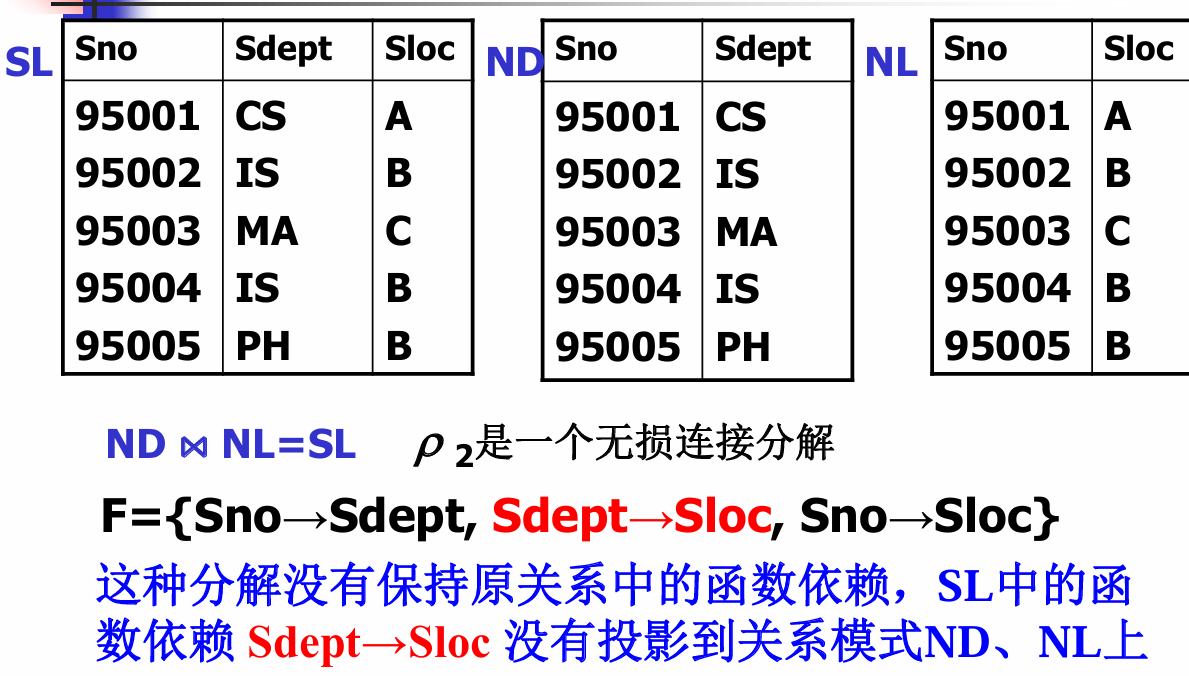 SL Sno Sdept Sloc ND Sno Sdept NL Sno Sloc
95001 CS A 95001 CS 95001 A
95002 IS B 95002 IS 95002 B
95003 MA C 95003 MA 95003 C
95004 IS B 95004 IS 95004 B
95005 PH B 95005 PH 95005 B
ND ⋈ NL=SL ρ 2是一个无损连接分解
F={Sno→Sdept, Sdept→Sloc, Sno→Sloc}
这种分解没有保持原关系中的函数依赖，SL中的函
数依赖 Sdept→Sloc 没有投影到关系模式ND、NL上